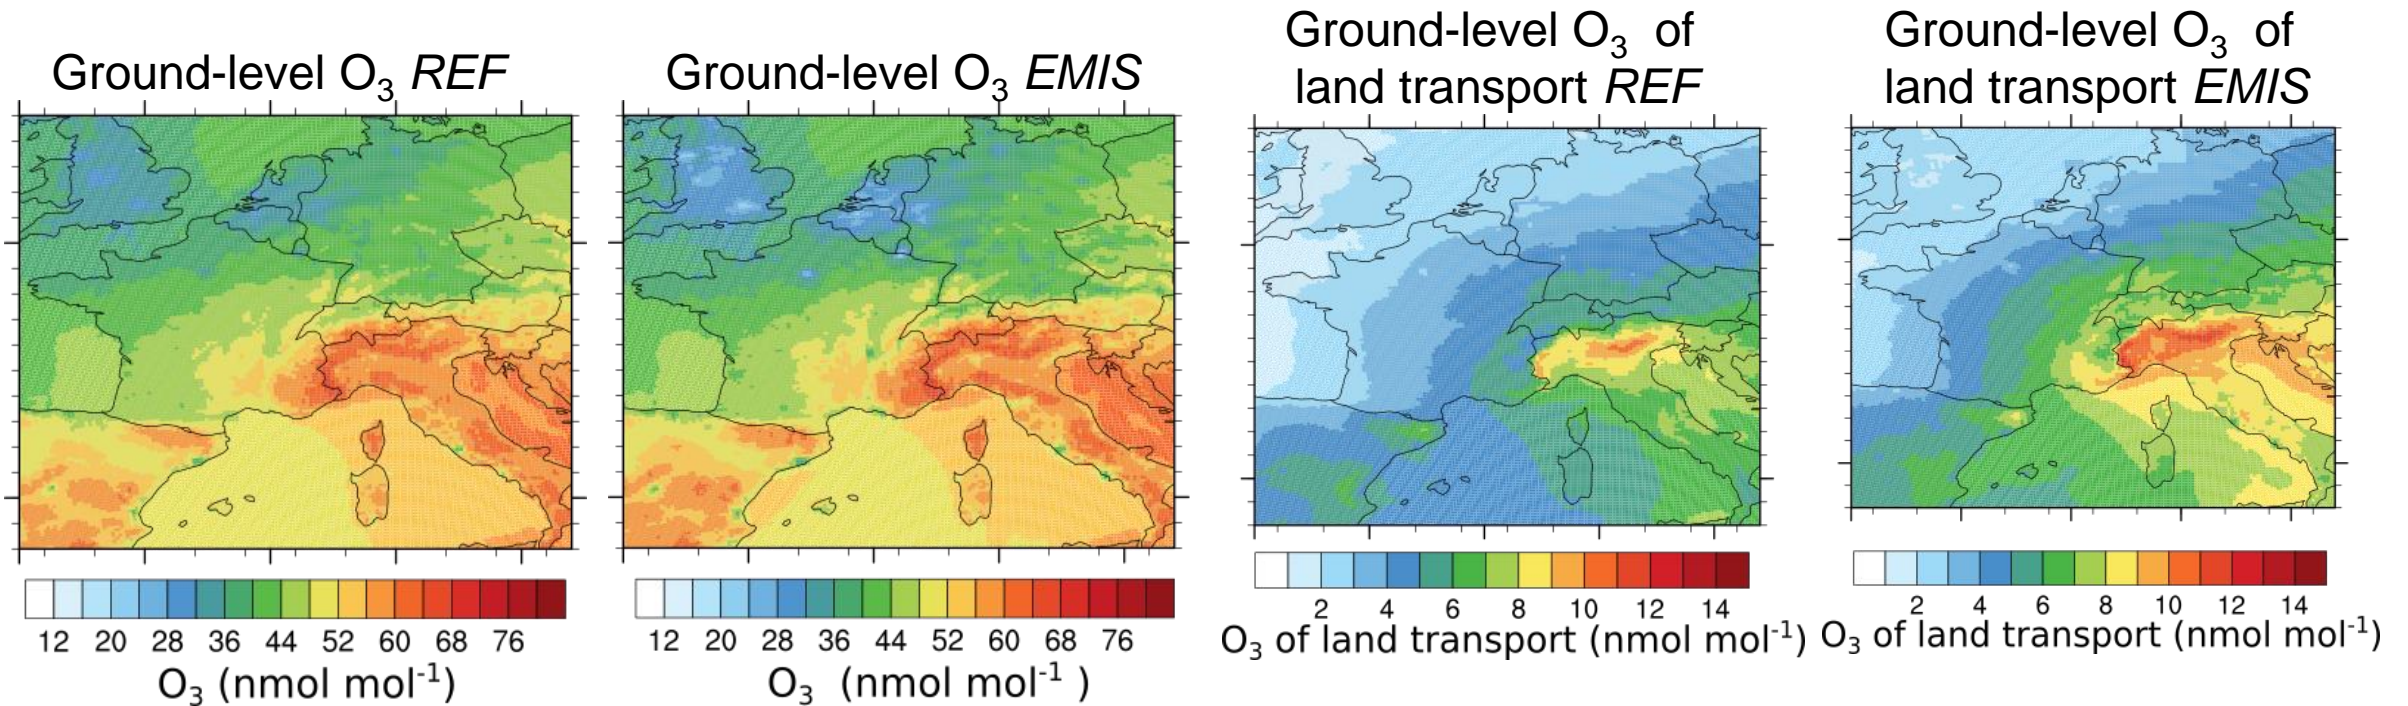 Ground-level O₃ REF
Ground-level O₃ EMIS
Ground-level O₃ of
land transport REF
Ground-level O₃ of
land transport EMIS
12 20 28 36 44 52 60 68 76
O₃ (nmol mol⁻¹)
12 20 28 36 44 52 60 68 76
O₃ (nmol mol⁻¹ )
2 4 6 8 10 12 14
O₃ of land transport (nmol mol⁻¹)
2 4 6 8 10 12 14
O₃ of land transport (nmol mol⁻¹)